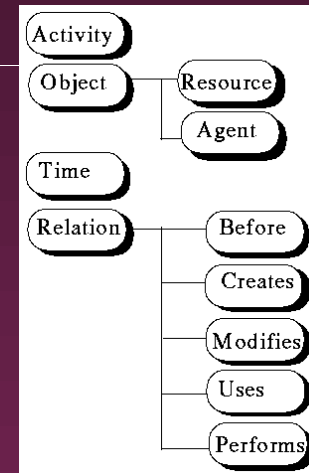 Activity
Object
Resource
Agent
Time
Relation
Before
Creates
Modifies
Uses
Performs